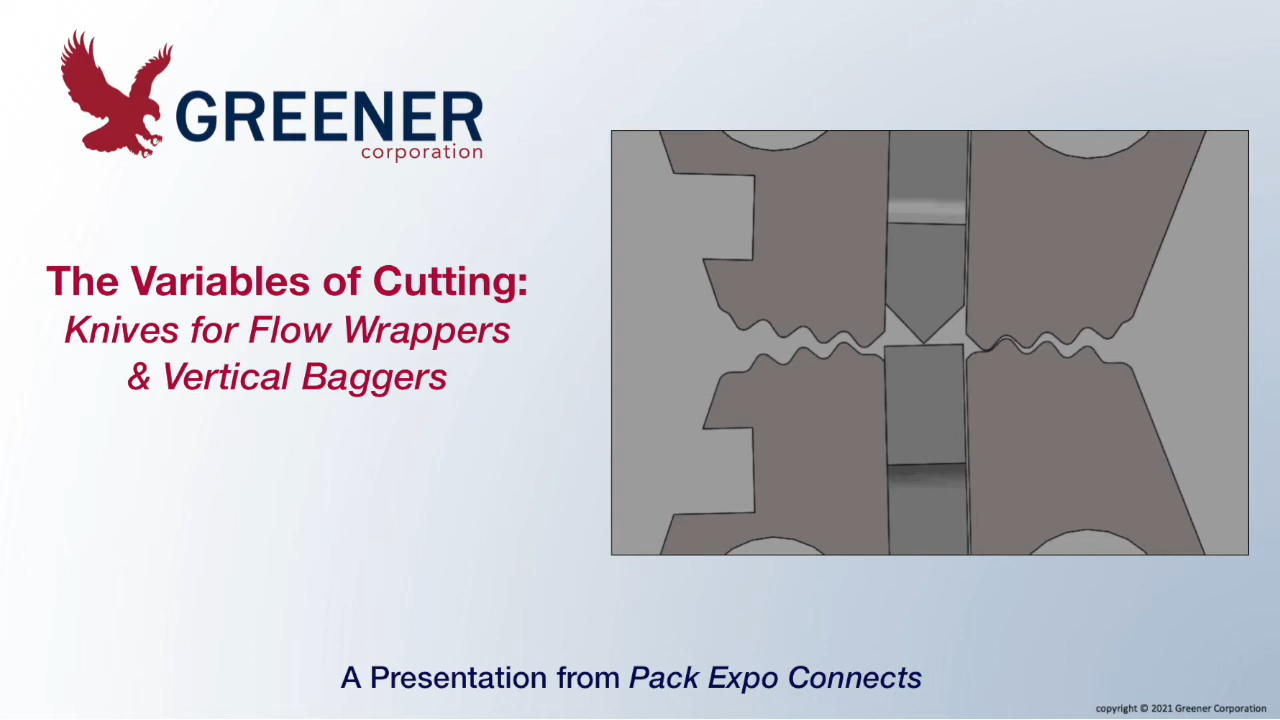 GREENER
corporation
The Variables of Cutting:
Knives for Flow Wrappers
& Vertical Baggers
A Presentation from Pack Expo Connects
copyright © 2021 Greener Corporation